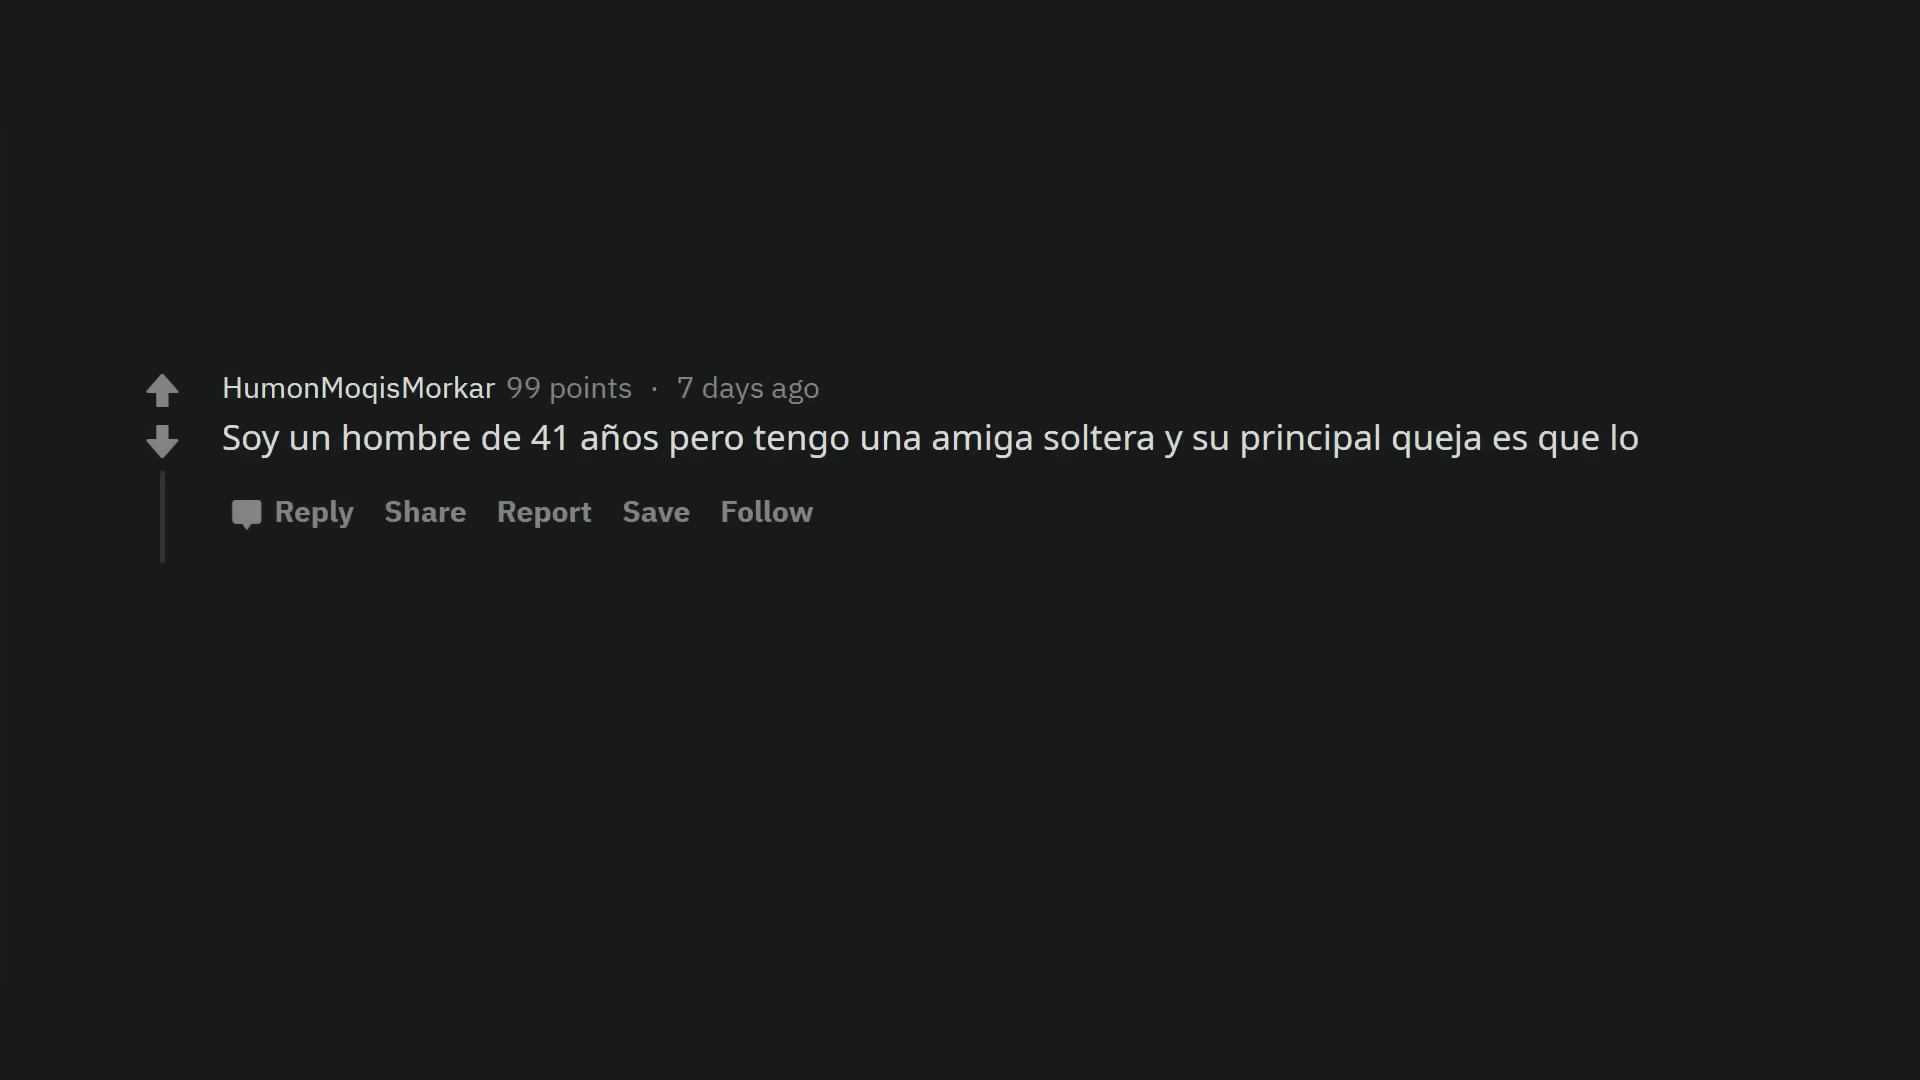 HumonMoqisMorkar 99 points · 7 days ago
Soy un hombre de 41 años pero tengo una amiga soltera y su principal queja es que lo
Reply Share Report Save Follow